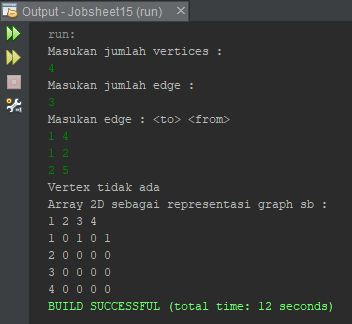 Output - Jobsheet15 (run)
run:
Masukan jumlah vertices :
4
Masukan jumlah edge :
3
Masukan edge : <to> <from>
1 4
1 2
2 5
Vertex tidak ada
Array 2D sebagai representasi graph sb :
1 2 3 4
1 0 1 0 1
2 0 0 0 0
3 0 0 0 0
4 0 0 0 0
BUILD SUCCESSFUL (total time: 12 seconds)